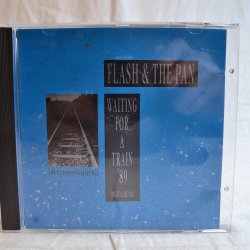 FLASH & THE PAN
WAITING
FOR
A
TRAIN
'89